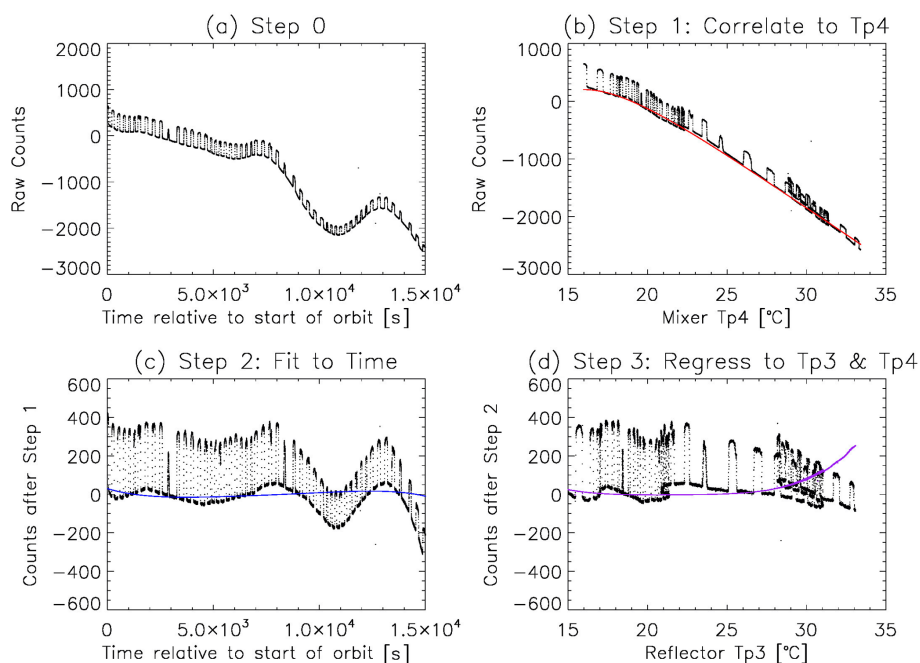 (a) Step 0
2000
1000
0
−1000
−2000
−3000
Raw Counts
0 5.0×10³ 1.0×10⁴ 1.5×10⁴
Time relative to start of orbit [s]
(b) Step 1: Correlate to Tp4
1000
0
−1000
−2000
−3000
Raw Counts
15 20 25 30 35
Mixer Tp4 [°C]
(c) Step 2: Fit to Time
600
400
200
0
−200
−400
−600
Counts after Step 1
0 5.0×10³ 1.0×10⁴ 1.5×10⁴
Time relative to start of orbit [s]
(d) Step 3: Regress to Tp3 & Tp4
600
400
200
0
−200
−400
−600
Counts after Step 2
15 20 25 30 35
Reflector Tp3 [°C]